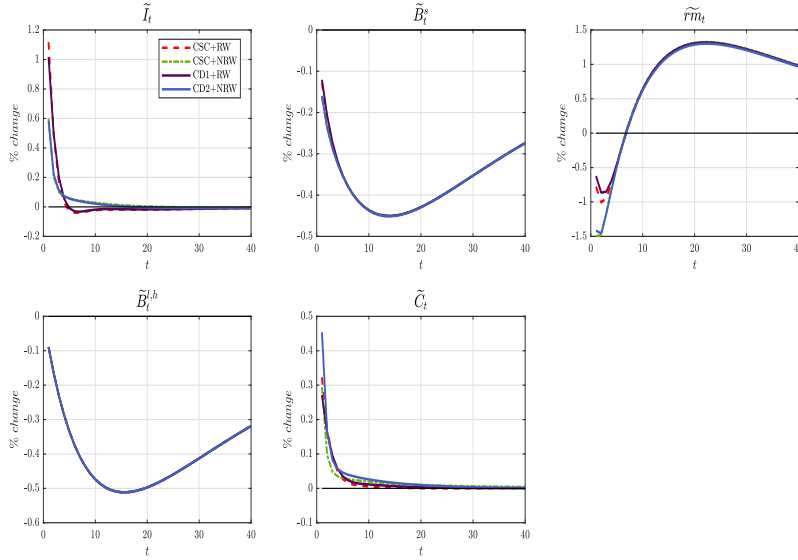 Ĩ_t
1.2
1
0.8
0.6
0.4
0.2
0
-0.2
% change
0 10 20 30 40
t
CSC+RW
CSC+NRW
CD1+RW
CD2+NRW
B̃_t^s
0
-0.1
-0.2
-0.3
-0.4
-0.5
% change
0 10 20 30 40
t
r͠m_t
1.5
1
0.5
0
-0.5
-1
-1.5
% change
0 10 20 30 40
t
B̃_t^{l,h}
0
-0.1
-0.2
-0.3
-0.4
-0.5
-0.6
% change
0 10 20 30 40
t
C̃_t
0.5
0.4
0.3
0.2
0.1
0
-0.1
% change
0 10 20 30 40
t